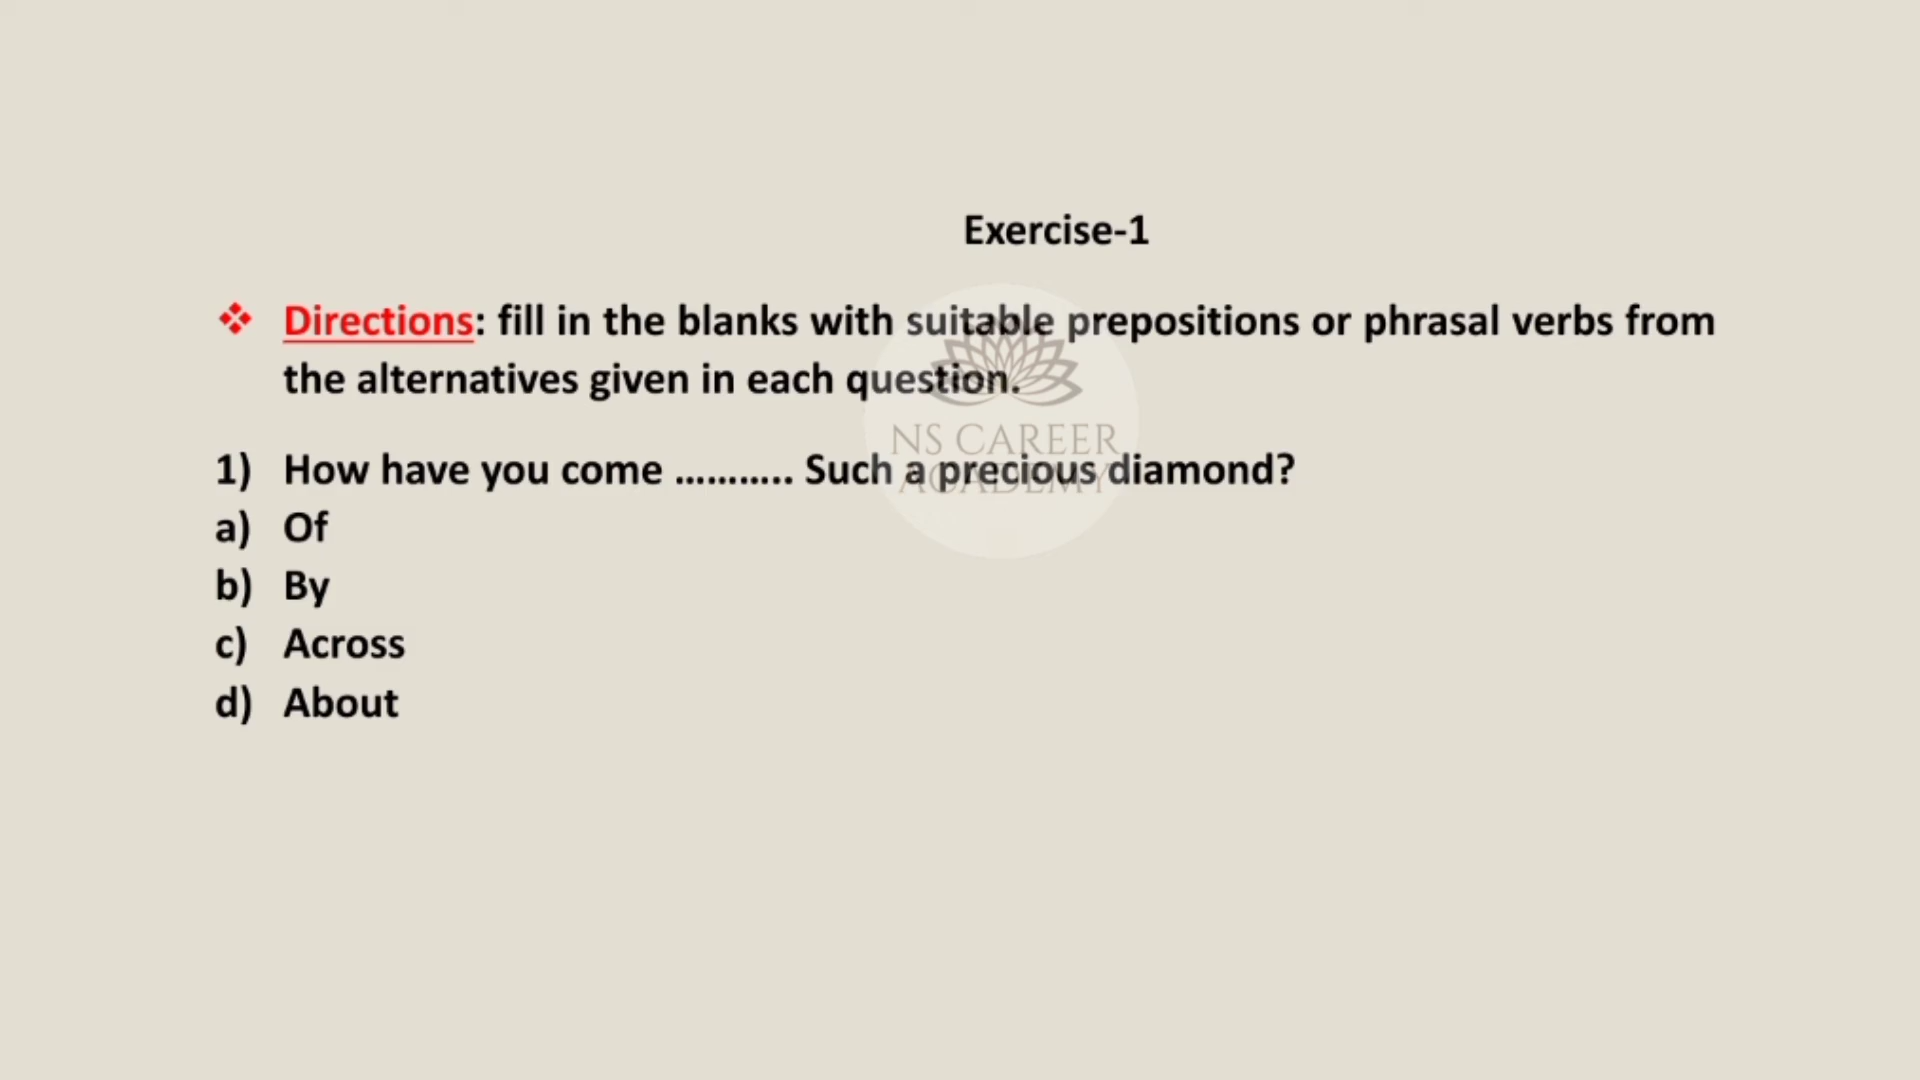 Exercise-1
❖ Directions: fill in the blanks with suitable prepositions or phrasal verbs from
the alternatives given in each question.
NS CAREER
ACADEMY
1) How have you come ........... Such a precious diamond?
a) Of
b) By
c) Across
d) About